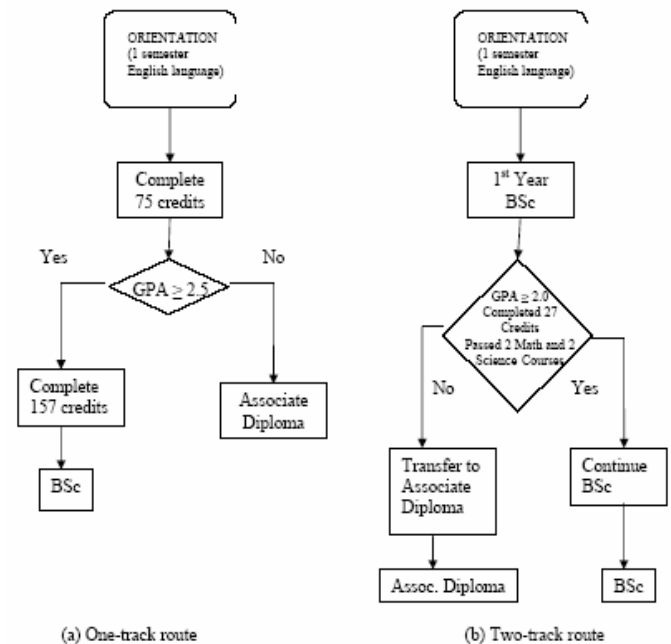 ORIENTATION
(1 semester
English language)
Complete
75 credits
Yes
No
GPA ≥ 2.5
Complete
157 credits
Associate
Diploma
BSc
(a) One-track route
ORIENTATION
(1 semester
English language)
1st Year
BSc
GPA ≥ 2.0
Completed 27
Credits
Passed 2 Math and 2
Science Courses
No
Yes
Transfer to
Associate
Diploma
Continue
BSc
Assoc. Diploma
BSc
(b) Two-track route